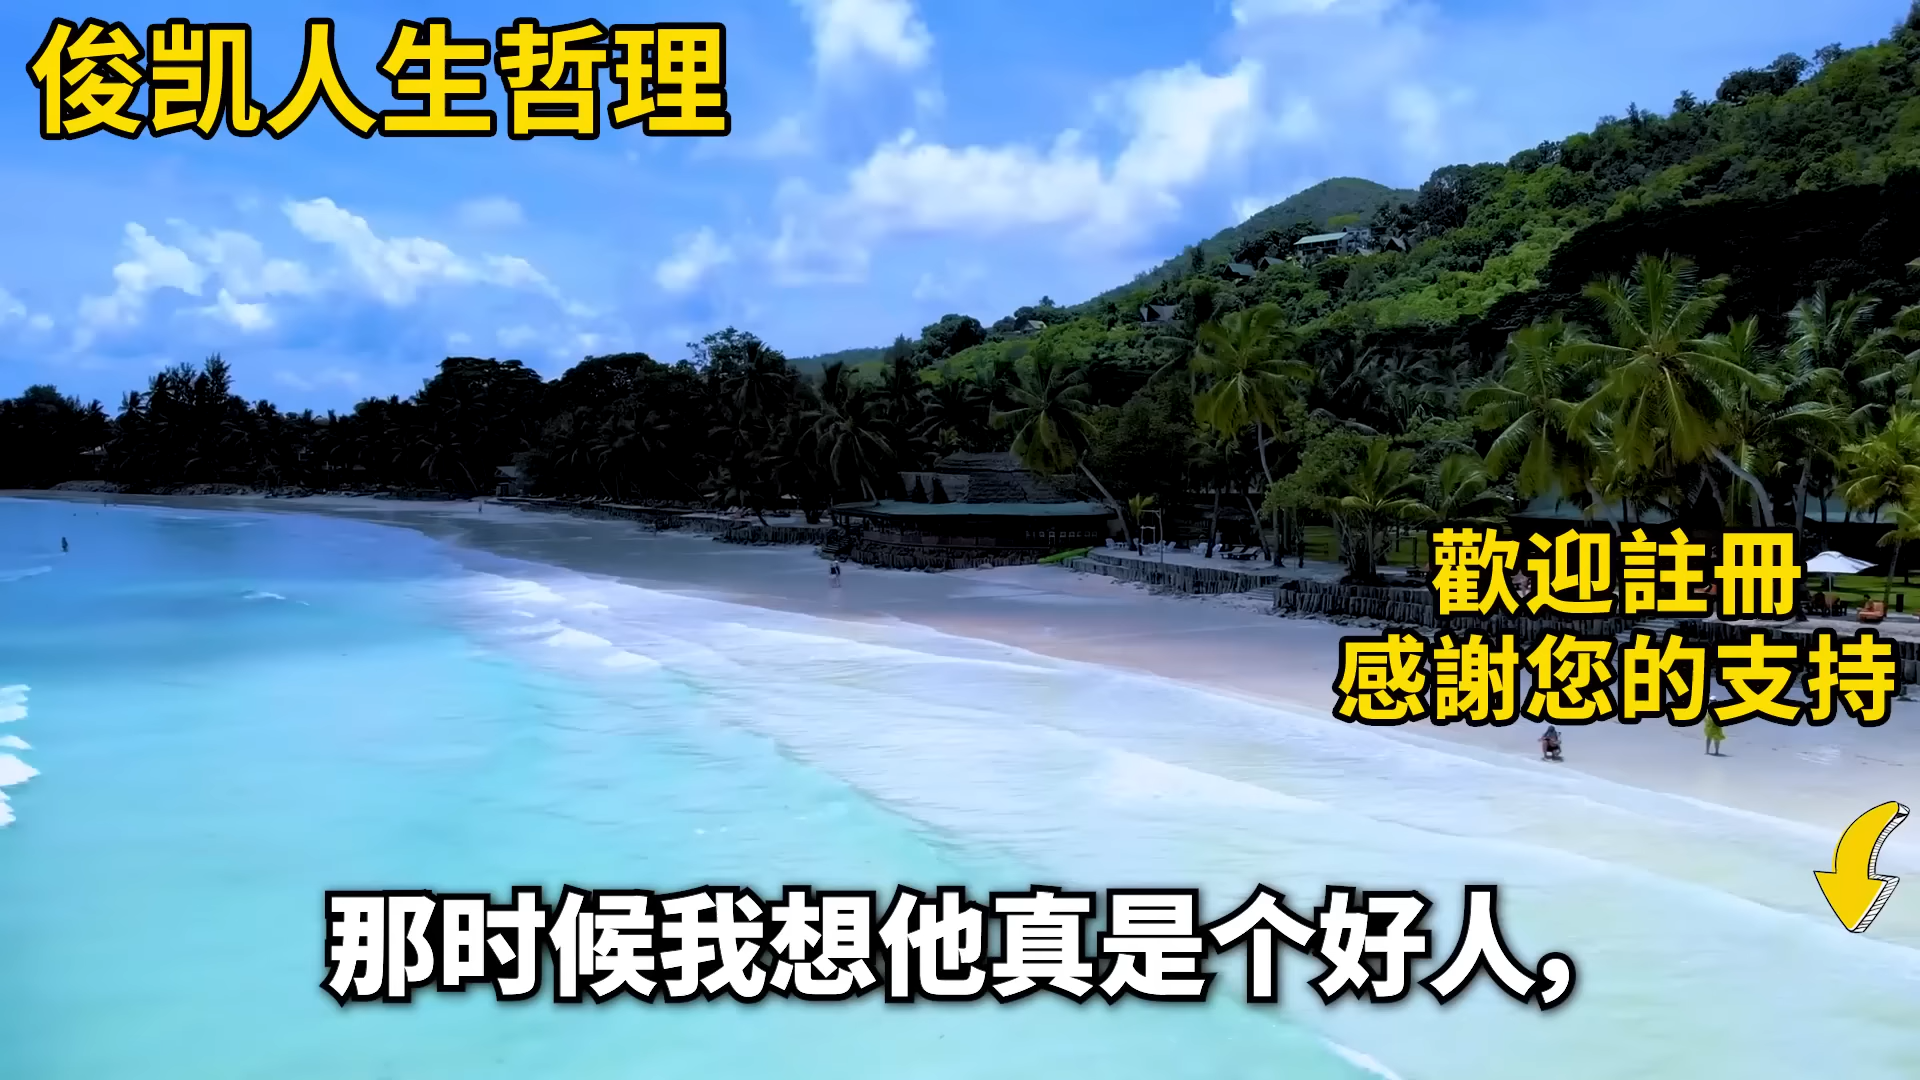 俊凯人生哲理
歡迎註冊
感謝您的支持
那时候我想他真是个好人,